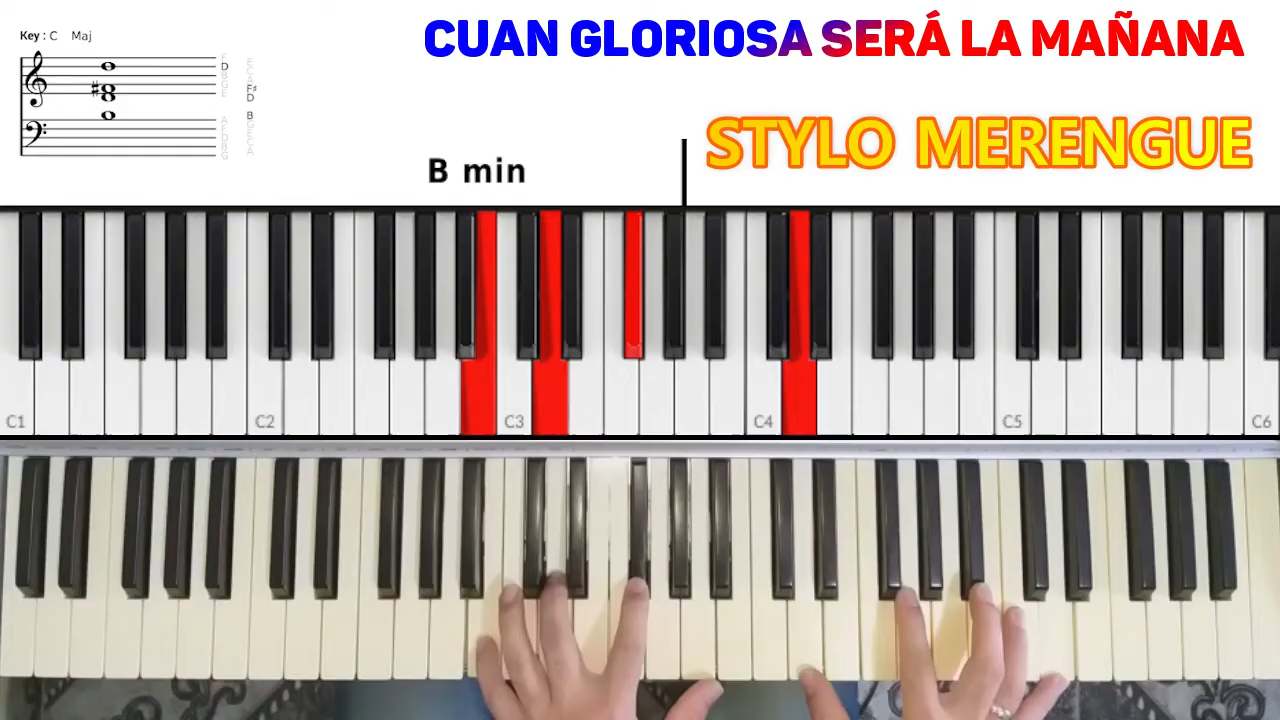 CUAN GLORIOSA SERÁ LA MAÑANA
Key : C Maj
D
F♯
D
B
STYLO MERENGUE
B min
C1 C2 C3 C4 C5 C6